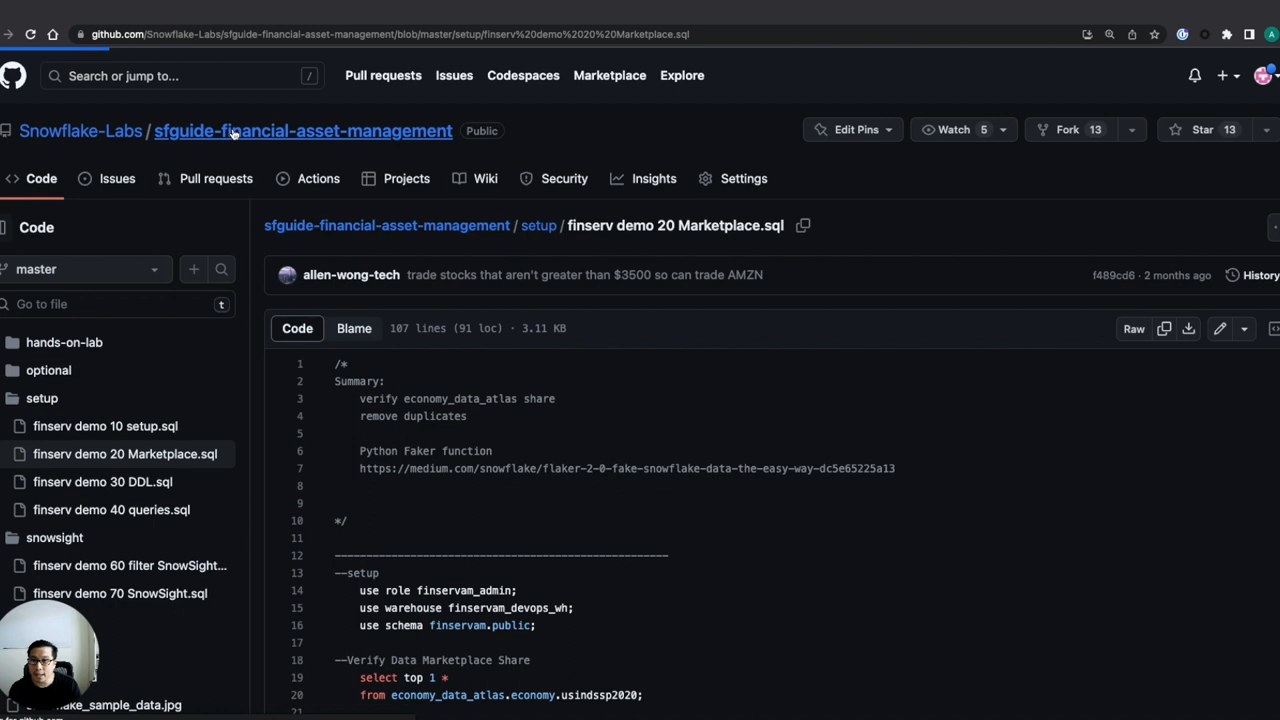 github.com/Snowflake-Labs/sfguide-financial-asset-management/blob/master/setup/finserv%20demo%2020%20Marketplace.sql
A
Search or jump to... /
Pull requests Issues Codespaces Marketplace Explore
Snowflake-Labs / sfguide-financial-asset-management Public
Edit Pins Watch 5 Fork 13 Star 13
Code Issues Pull requests Actions Projects Wiki Security Insights Settings
Code
master
Go to file t
hands-on-lab
optional
setup
finserv demo 10 setup.sql
finserv demo 20 Marketplace.sql
finserv demo 30 DDL.sql
finserv demo 40 queries.sql
snowsight
finserv demo 60 filter SnowSight...
finserv demo 70 SnowSight.sql
sfguide-financial-asset-management / setup / finserv demo 20 Marketplace.sql
allen-wong-tech trade stocks that aren't greater than $3500 so can trade AMZN f489cd6 · 2 months ago History
Code Blame 107 lines (91 loc) · 3.11 KB Raw
1 /*
2 Summary:
3 verify economy_data_atlas share
4 remove duplicates
5
6 Python Faker function
7 https://medium.com/snowflake/flaker-2-0-fake-snowflake-data-the-easy-way-dc5e65225a13
8
9
10 */
11
12 ----------------------------------------------------
13 --setup
14 use role finservam_admin;
15 use warehouse finservam_devops_wh;
16 use schema finservam.public;
17
18 --Verify Data Marketplace Share
19 select top 1 *
20 from economy_data_atlas.economy.usindssp2020;
21